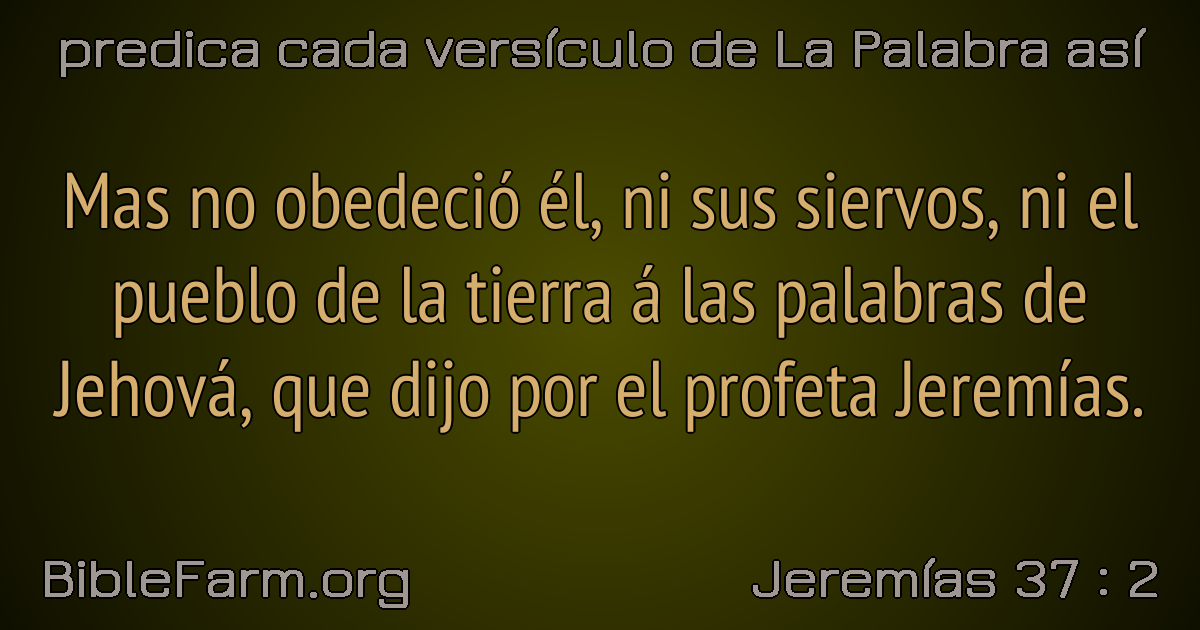 predica cada versículo de La Palabra así
Mas no obedeció él, ni sus siervos, ni el
pueblo de la tierra á las palabras de
Jehová, que dijo por el profeta Jeremías.
BibleFarm.org
Jeremías 37 : 2